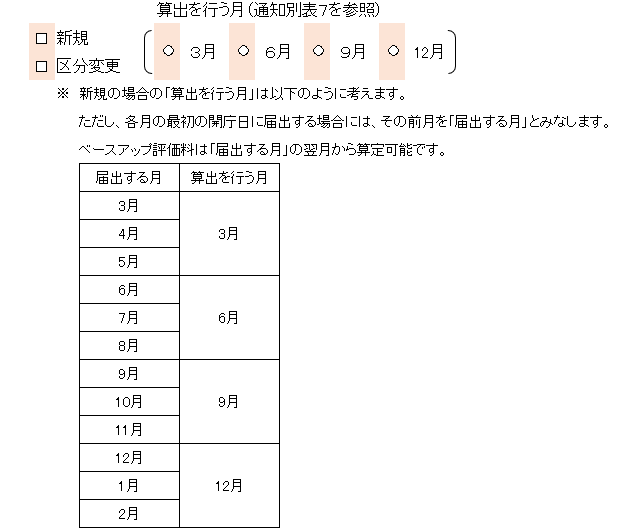 算出を行う月（通知別表７を参照）
□ 新規
□ 区分変更
○ 3月 ○ 6月 ○ 9月 ○ 12月
※ 新規の場合の「算出を行う月」は以下のように考えます。
ただし、各月の最初の開庁日に届出する場合には、その前月を「届出する月」とみなします。
ベースアップ評価料は「届出する月」の翌月から算定可能です。
届出する月 算出を行う月
3月
4月 3月
5月
6月
7月 6月
8月
9月
10月 9月
11月
12月
1月 12月
2月